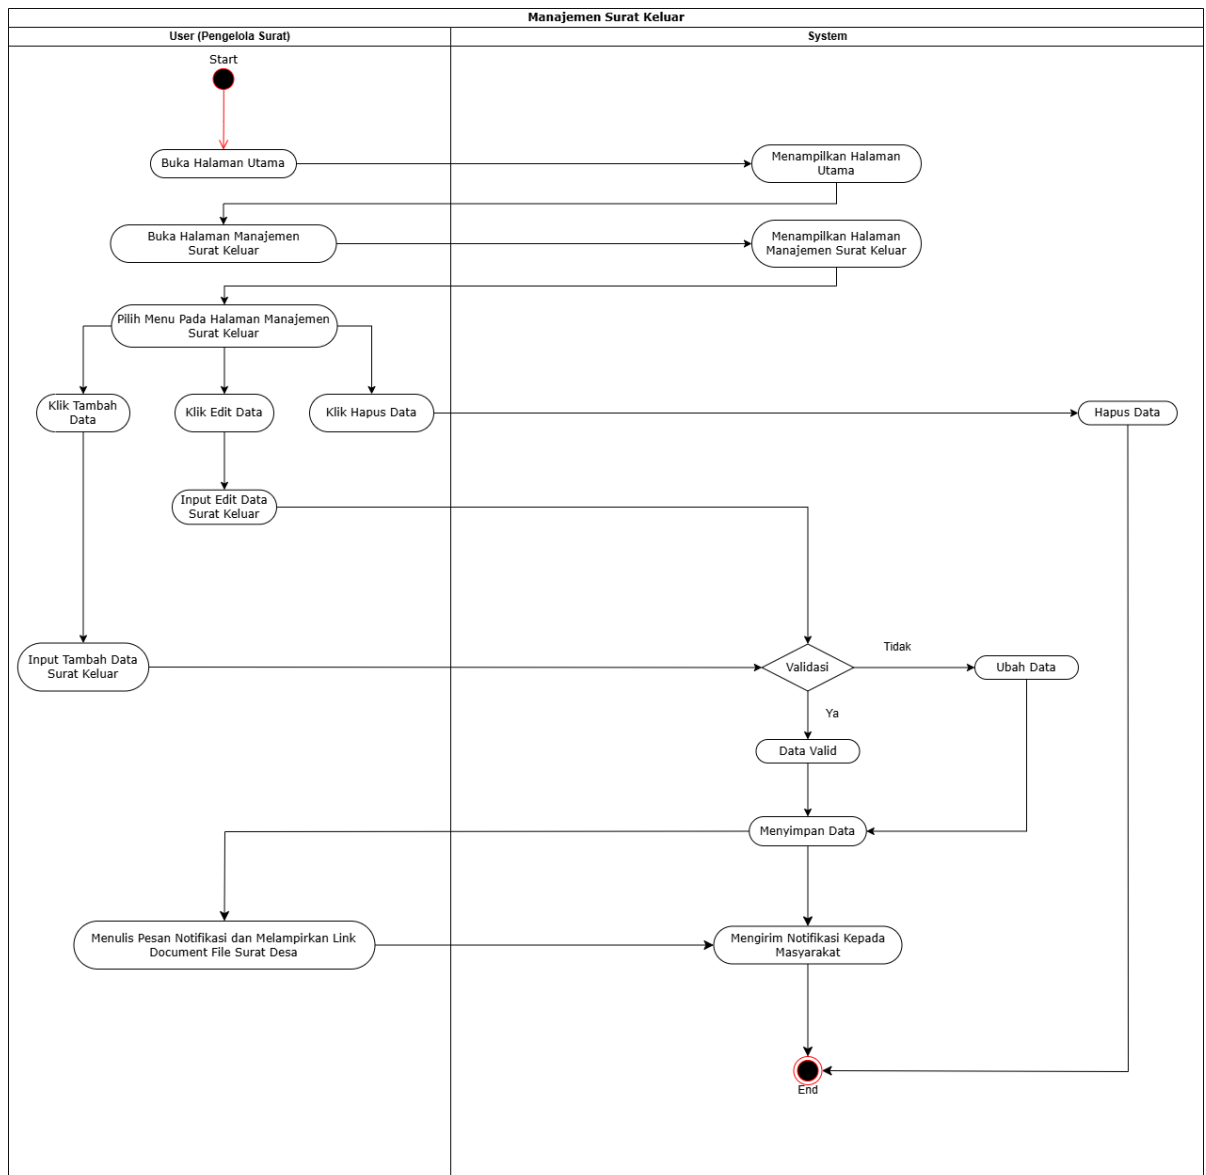 Manajemen Surat Keluar
User (Pengelola Surat)
System
Start
Buka Halaman Utama
Menampilkan Halaman
Utama
Buka Halaman Manajemen
Surat Keluar
Menampilkan Halaman
Manajemen Surat Keluar
Pilih Menu Pada Halaman Manajemen
Surat Keluar
Klik Tambah
Data
Klik Edit Data
Klik Hapus Data
Hapus Data
Input Edit Data
Surat Keluar
Input Tambah Data
Surat Keluar
Validasi
Tidak
Ubah Data
Ya
Data Valid
Menyimpan Data
Menulis Pesan Notifikasi dan Melampirkan Link
Document File Surat Desa
Mengirim Notifikasi Kepada
Masyarakat
End